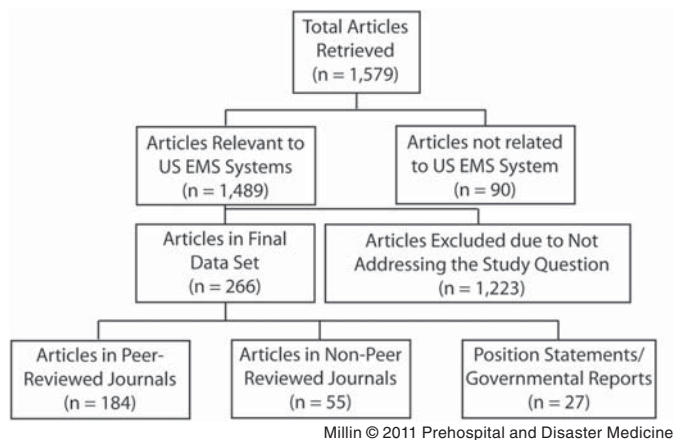 Total Articles
Retrieved
(n = 1,579)
Articles Relevant to
US EMS Systems
(n = 1,489)
Articles not related
to US EMS System
(n = 90)
Articles in Final
Data Set
(n = 266)
Articles Excluded due to Not
Addressing the Study Question
(n = 1,223)
Articles in Peer-
Reviewed Journals
(n = 184)
Articles in Non-Peer
Reviewed Journals
(n = 55)
Position Statements/
Governmental Reports
(n = 27)
Millin © 2011 Prehospital and Disaster Medicine